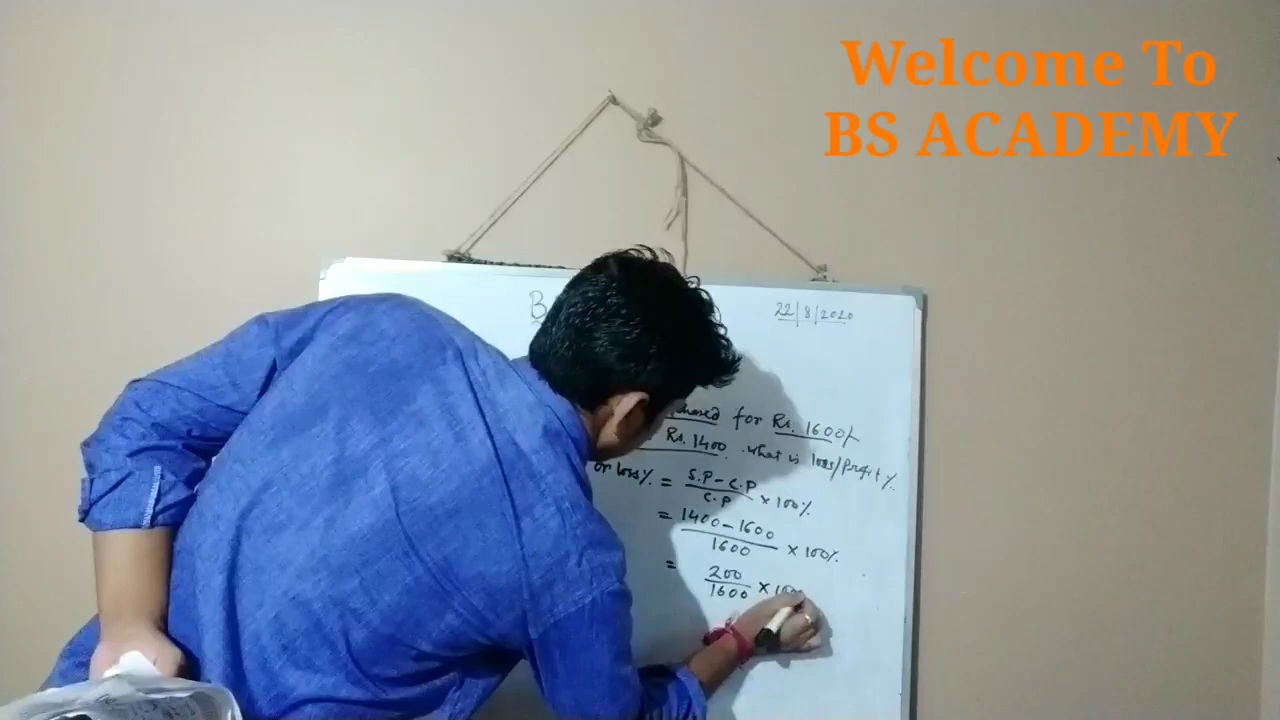 Welcome To
BS ACADEMY
B
22/8/2020
for Rs. 1600/-
Rs. 1400. what is loss/profit %
or loss% = S.P - C.P / C.P × 100%
= 1400 - 1600 / 1600 × 100%
= 200 / 1600 × 100